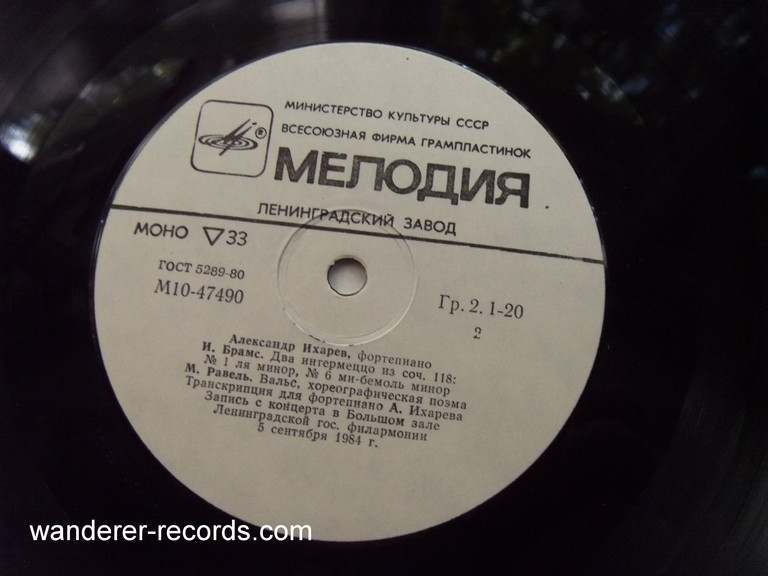 МИНИСТЕРСТВО КУЛЬТУРЫ СССР
ВСЕСОЮЗНАЯ ФИРМА ГРАМПЛАСТИНОК
®
МЕЛОДИЯ
ЛЕНИНГРАДСКИЙ ЗАВОД
МОНО ▽33
ГОСТ 5289-80
М10-47490
Гр. 2. 1-20
2
Александр Ихарев, фортепиано
И. Брамс. Два интермеццо из соч. 118:
№ 1 ля минор, № 6 ми-бемоль минор
М. Равель. Вальс, хореографическая поэма
Транскрипция для фортепиано А. Ихарева
Запись с концерта в Большом зале
Ленинградской гос. филармонии
5 сентября 1984 г.
wanderer-records.com